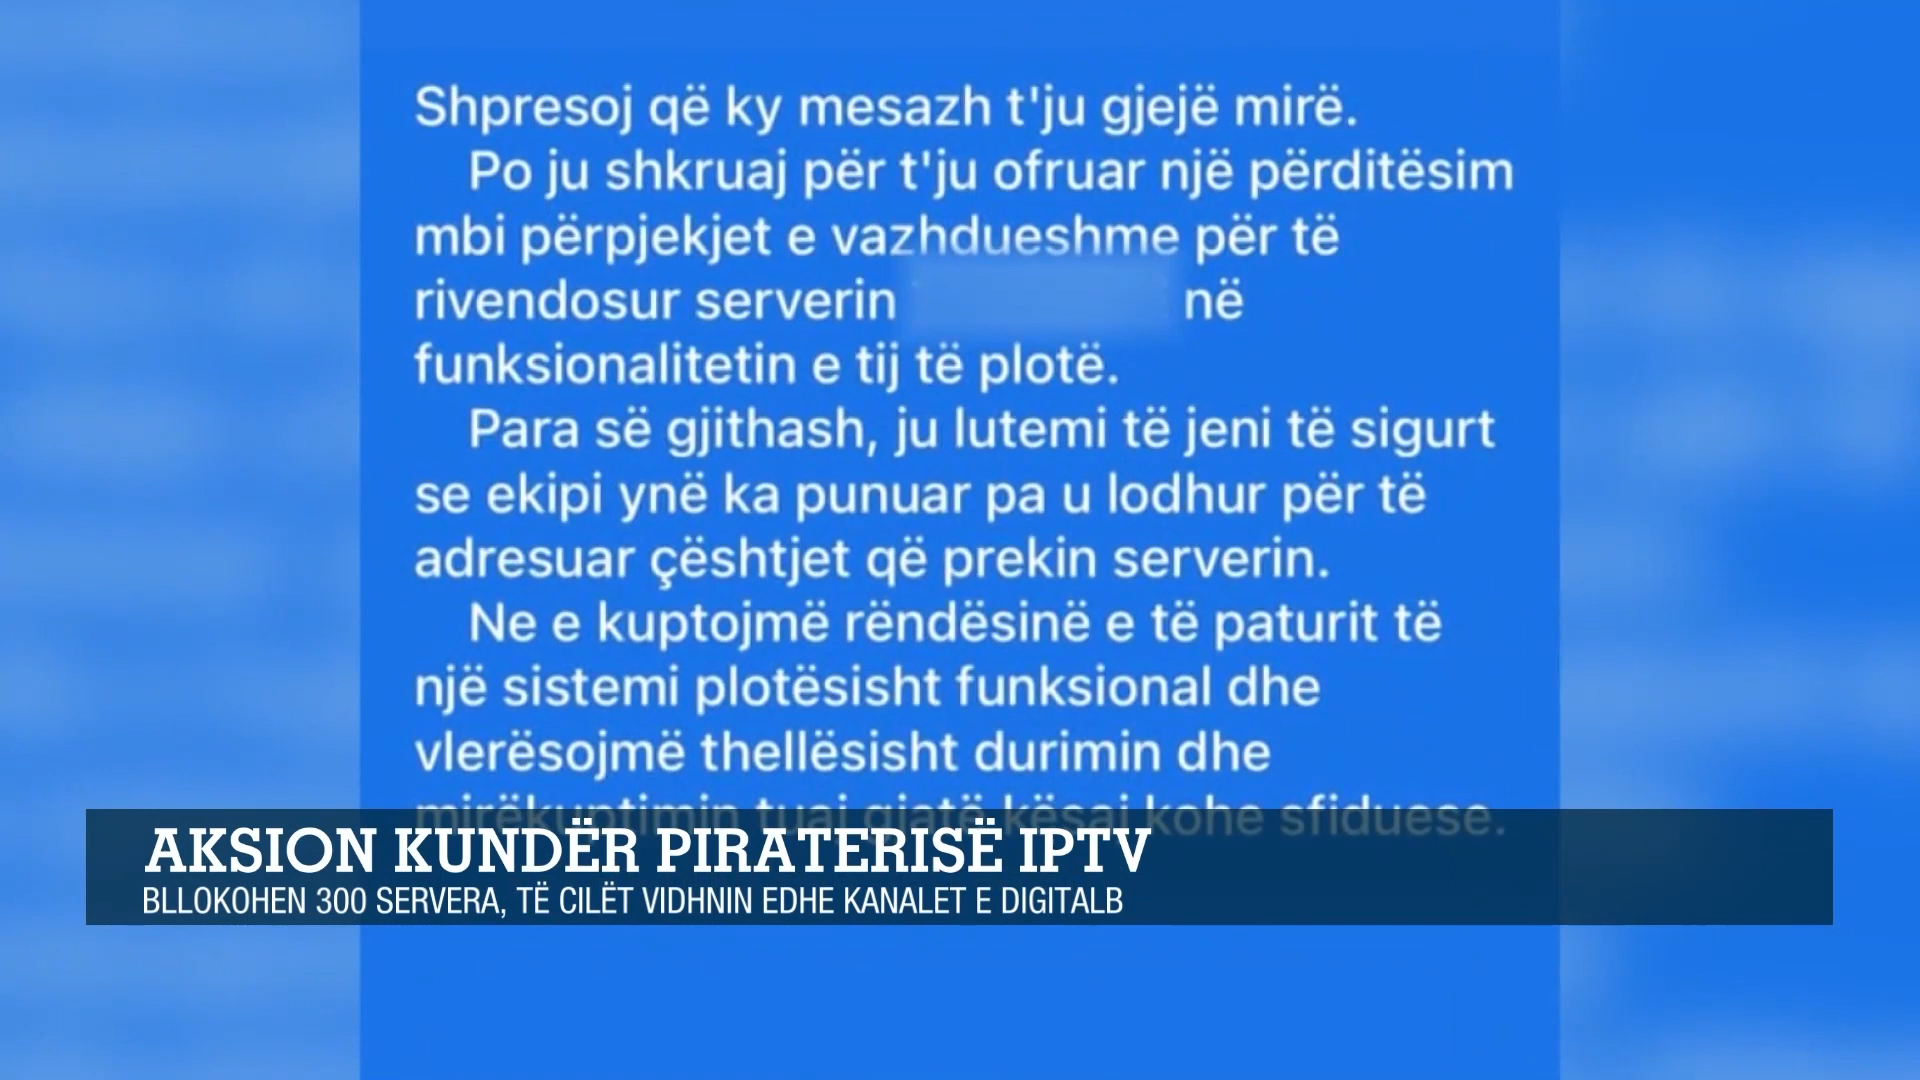 Shpresoj që ky mesazh t'ju gjejë mirë.
Po ju shkruaj për t'ju ofruar një përditësim
mbi përpjekjet e vazhdueshme për të
rivendosur serverin në
funksionalitetin e tij të plotë.
Para së gjithash, ju lutemi të jeni të sigurt
se ekipi ynë ka punuar pa u lodhur për të
adresuar çështjet që prekin serverin.
Ne e kuptojmë rëndësinë e të paturit të
një sistemi plotësisht funksional dhe
vlerësojmë thellësisht durimin dhe
mirëkuptimin tuaj gjatë kësaj kohe sfiduese.
AKSION KUNDËR PIRATERISË IPTV
BLLOKOHEN 300 SERVERA, TË CILËT VIDHNIN EDHE KANALET E DIGITALB